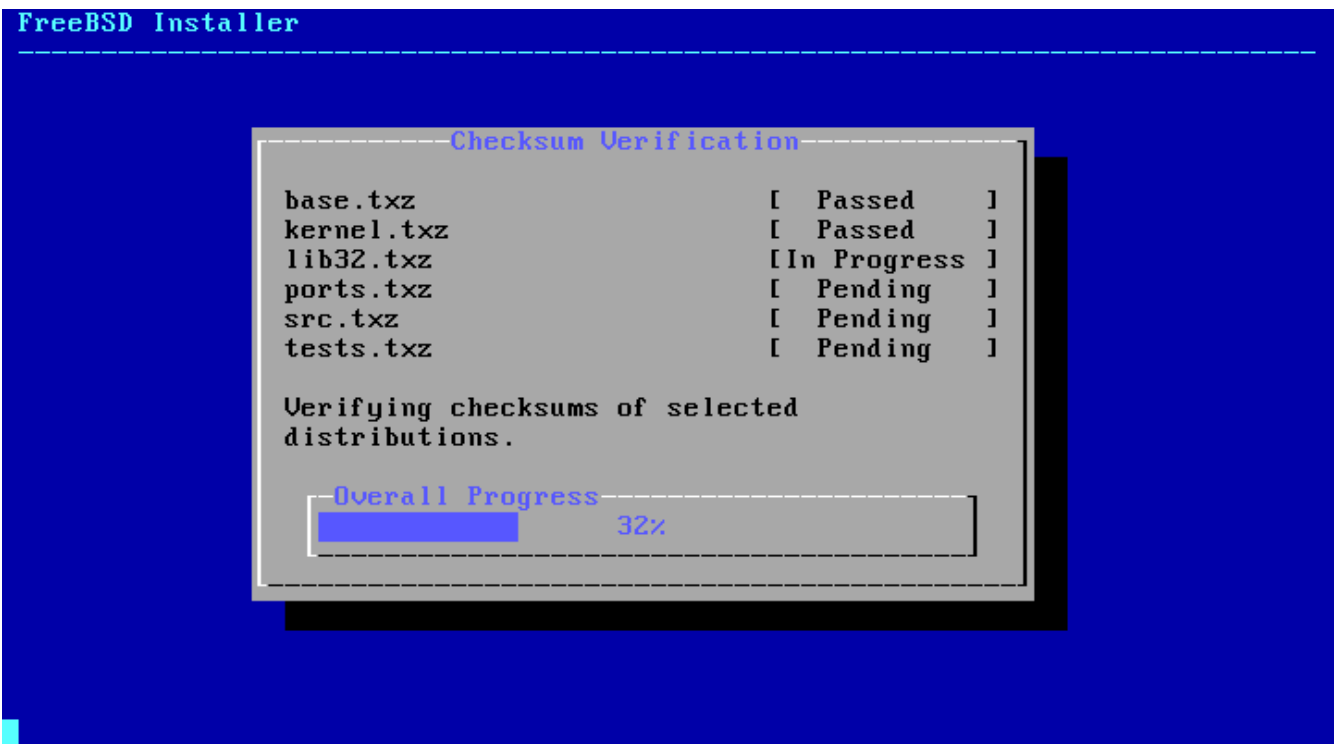 FreeBSD Installer
Checksum Verification
base.txz [ Passed ]
kernel.txz [ Passed ]
lib32.txz [In Progress ]
ports.txz [ Pending ]
src.txz [ Pending ]
tests.txz [ Pending ]
Verifying checksums of selected
distributions.
Overall Progress
32%